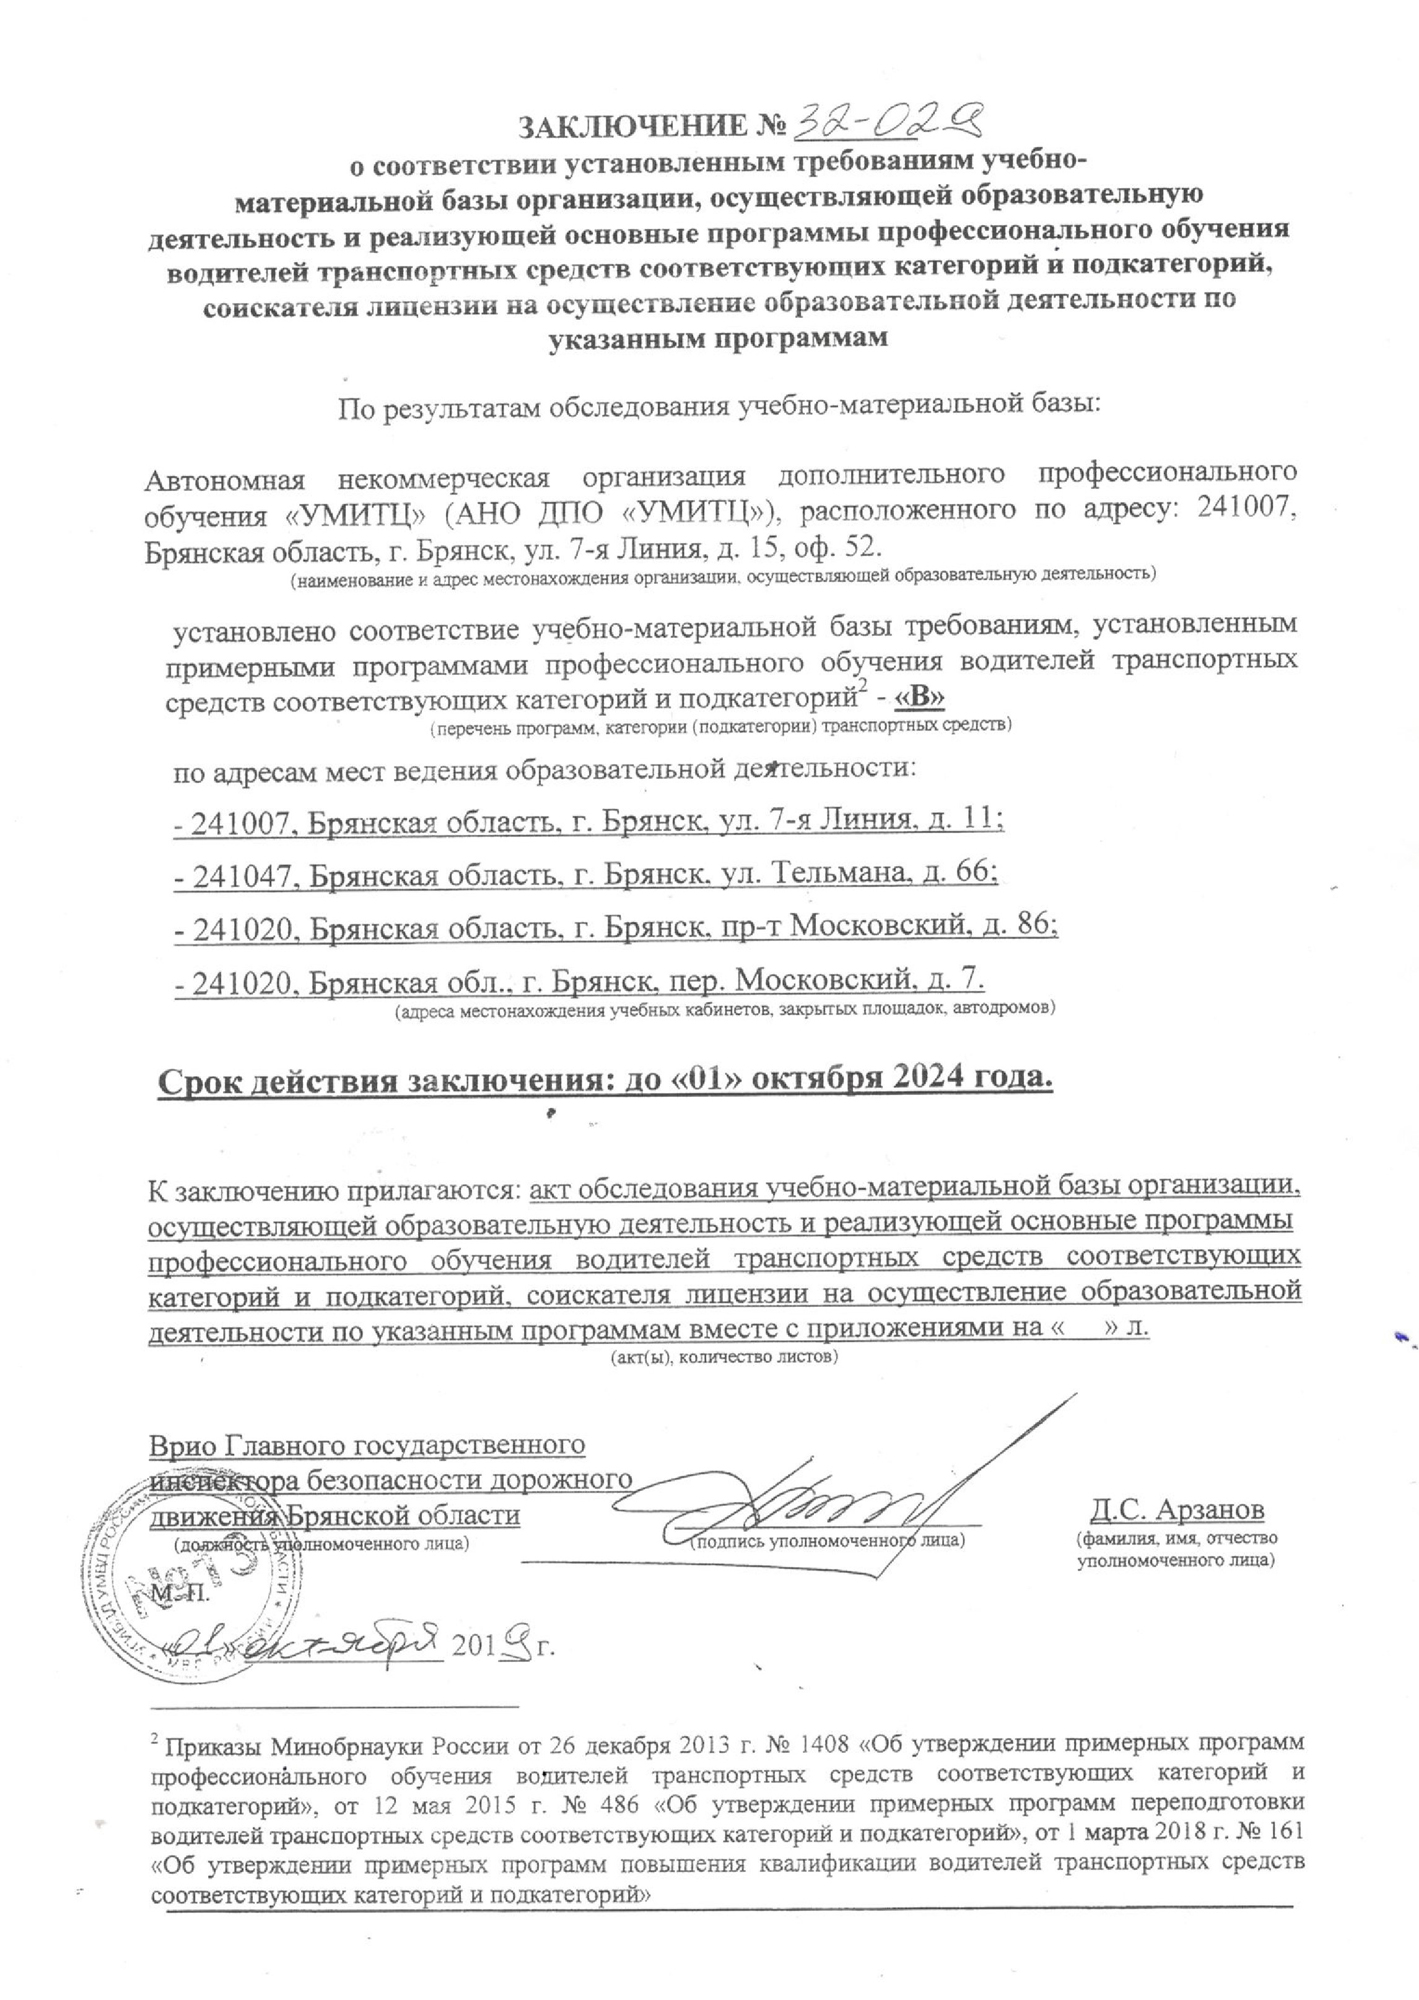 ЗАКЛЮЧЕНИЕ № 32-029
о соответствии установленным требованиям учебно-
материальной базы организации, осуществляющей образовательную
деятельность и реализующей основные программы профессионального обучения
водителей транспортных средств соответствующих категорий и подкатегорий,
соискателя лицензии на осуществление образовательной деятельности по
указанным программам
По результатам обследования учебно-материальной базы:
Автономная некоммерческая организация дополнительного профессионального
обучения «УМИТЦ» (АНО ДПО «УМИТЦ»), расположенного по адресу: 241007,
Брянская область, г. Брянск, ул. 7-я Линия, д. 15, оф. 52.
(наименование и адрес местонахождения организации, осуществляющей образовательную деятельность)
установлено соответствие учебно-материальной базы требованиям, установленным
примерными программами профессионального обучения водителей транспортных
средств соответствующих категорий и подкатегорий² - «В»
(перечень программ, категории (подкатегории) транспортных средств)
по адресам мест ведения образовательной деятельности:
- 241007, Брянская область, г. Брянск, ул. 7-я Линия, д. 11;
- 241047, Брянская область, г. Брянск, ул. Тельмана, д. 66;
- 241020, Брянская область, г. Брянск, пр-т Московский, д. 86;
- 241020, Брянская обл., г. Брянск, пер. Московский, д. 7.
(адреса местонахождения учебных кабинетов, закрытых площадок, автодромов)
Срок действия заключения: до «01» октября 2024 года.
К заключению прилагаются: акт обследования учебно-материальной базы организации,
осуществляющей образовательную деятельность и реализующей основные программы
профессионального обучения водителей транспортных средств соответствующих
категорий и подкатегорий, соискателя лицензии на осуществление образовательной
деятельности по указанным программам вместе с приложениями на « » л.
(акт(ы), количество листов)
Врио Главного государственного
инспектора безопасности дорожного
движения Брянской области
Д.С. Арзанов
(должность уполномоченного лица)
(подпись уполномоченного лица)
(фамилия, имя, отчество
уполномоченного лица)
№13
М. П.
«01» октября 2019 г.
² Приказы Минобрнауки России от 26 декабря 2013 г. № 1408 «Об утверждении примерных программ
профессионального обучения водителей транспортных средств соответствующих категорий и
подкатегорий», от 12 мая 2015 г. № 486 «Об утверждении примерных программ переподготовки
водителей транспортных средств соответствующих категорий и подкатегорий», от 1 марта 2018 г. № 161
«Об утверждении примерных программ повышения квалификации водителей транспортных средств
соответствующих категорий и подкатегорий»